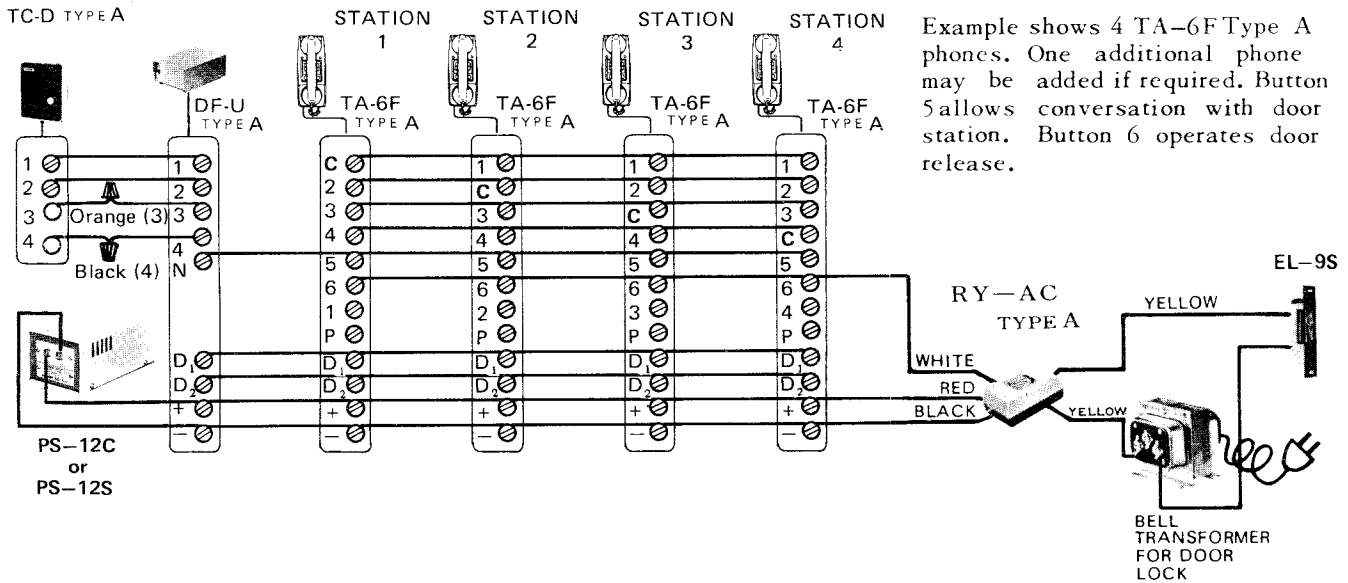 TC-D TYPE A
STATION
1
STATION
2
STATION
3
STATION
4
Example shows 4 TA-6F Type A
phones. One additional phone
may be added if required. Button
5 allows conversation with door
station. Button 6 operates door
release.
DF-U
TYPE A
TA-6F
TYPE A
TA-6F
TYPE A
TA-6F
TYPE A
TA-6F
TYPE A
1
2
3
4
Orange (3)
Black (4)
1
2
3
4
N
D1
D2
+
–
C
2
3
4
5
6
1
P
D1
D2
+
–
1
C
3
4
5
6
2
P
D1
D2
+
–
1
2
C
4
5
6
3
P
D1
D2
+
–
1
2
3
C
5
6
4
P
D1
D2
+
–
PS-12C
or
PS-12S
WHITE
RED
BLACK
RY-AC
TYPE A
YELLOW
YELLOW
EL-9S
BELL
TRANSFORMER
FOR DOOR
LOCK